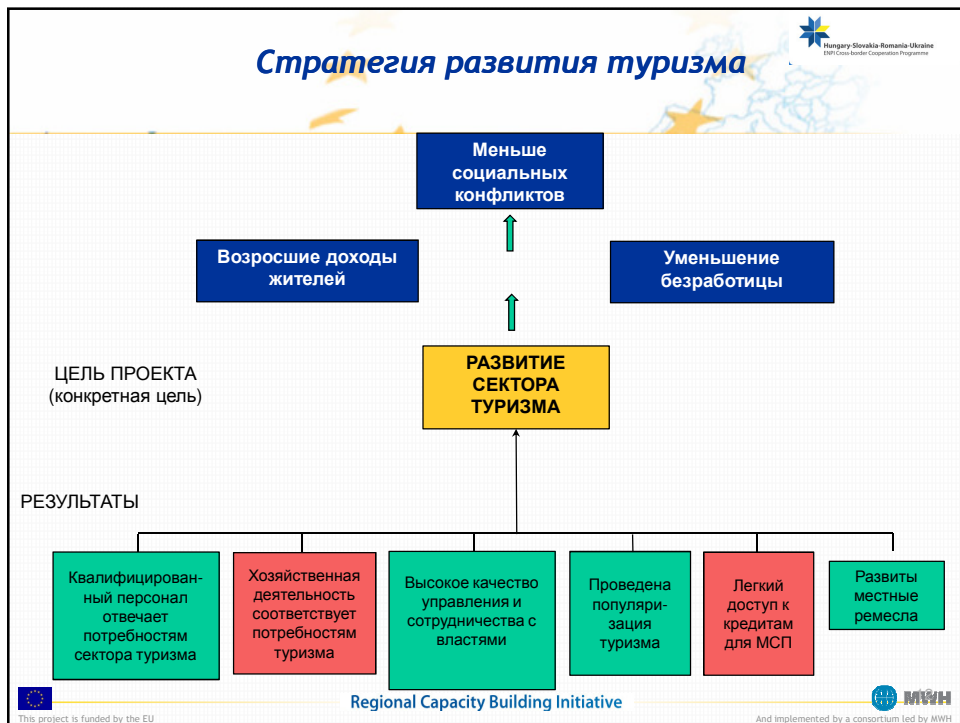 Стратегия развития туризма
Hungary-Slovakia-Romania-Ukraine
ENPI Cross-border Cooperation Programme
Меньше
социальных
конфликтов
Возросшие доходы
жителей
Уменьшение
безработицы
ЦЕЛЬ ПРОЕКТА
(конкретная цель)
РАЗВИТИЕ
СЕКТОРА
ТУРИЗМА
РЕЗУЛЬТАТЫ
Квалифицирован-
ный персонал
отвечает
потребностям
сектора туризма
Хозяйственная
деятельность
соответствует
потребностям
туризма
Высокое качество
управления и
сотрудничества с
властями
Проведена
популяри-
зация
туризма
Легкий
доступ к
кредитам
для МСП
Развиты
местные
ремесла
Regional Capacity Building Initiative
MWH
This project is funded by the EU
And implemented by a consortium led by MWH